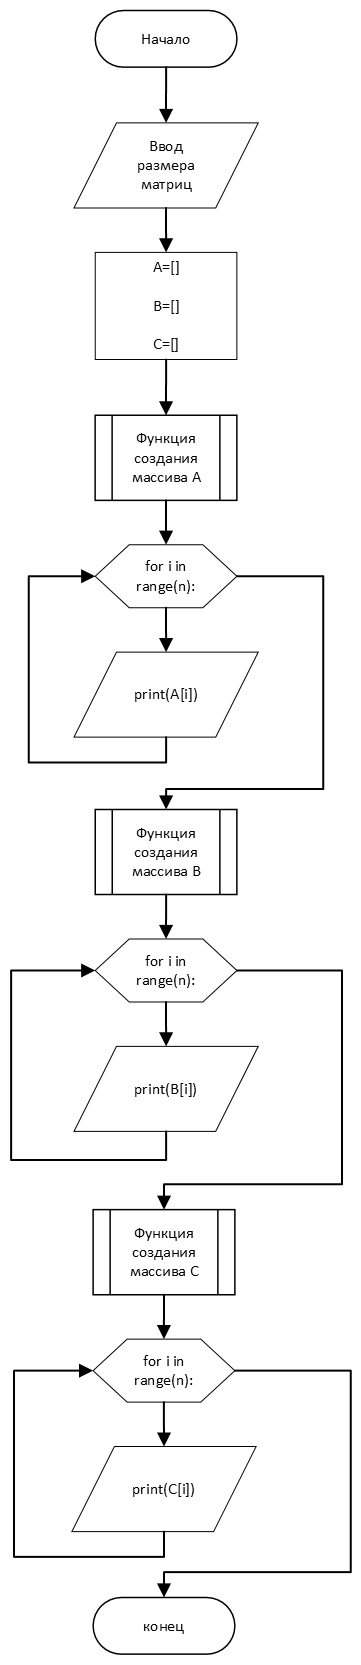 Начало
Ввод
размера
матриц
A=[]
B=[]
C=[]
Функция
создания
массива A
for i in
range(n):
print(A[i])
Функция
создания
массива B
for i in
range(n):
print(B[i])
Функция
создания
массива C
for i in
range(n):
print(C[i])
конец